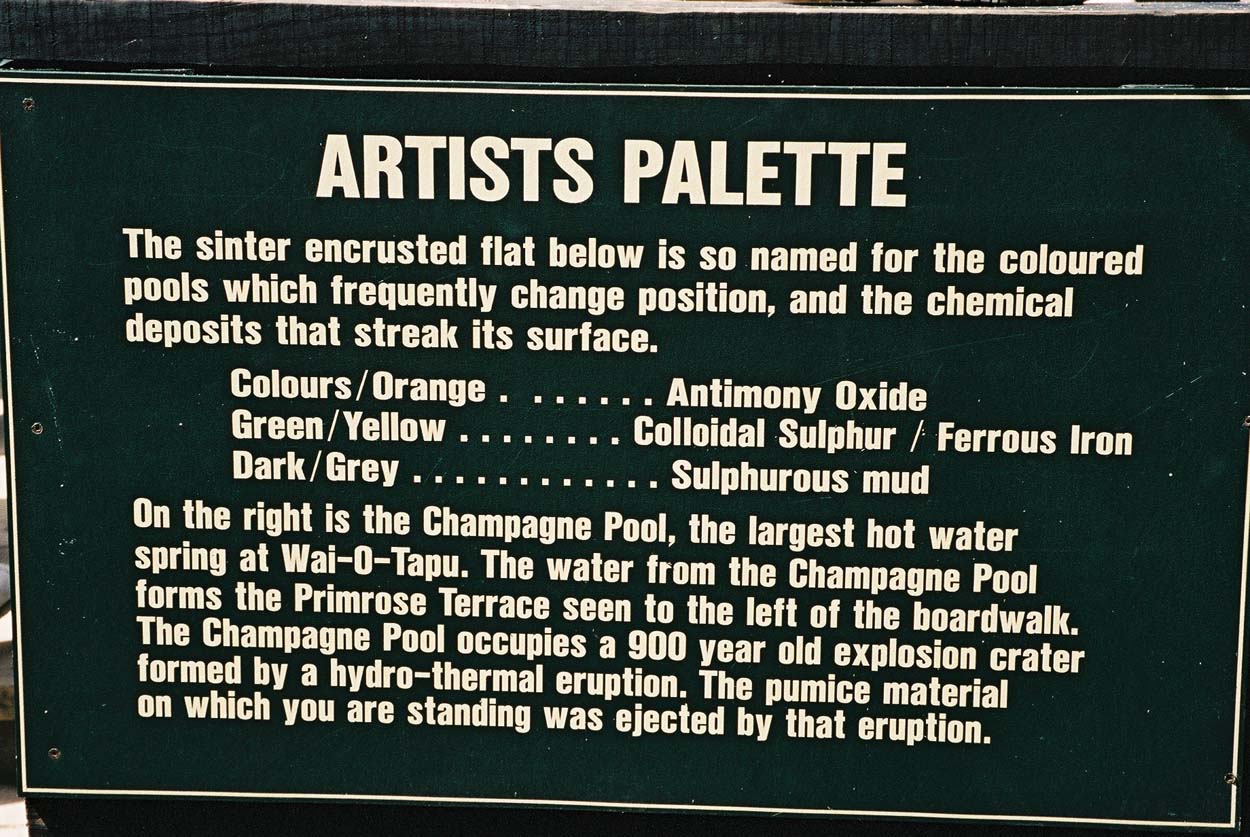 ARTISTS PALETTE
The sinter encrusted flat below is so named for the coloured
pools which frequently change position, and the chemical
deposits that streak its surface.
Colours/Orange . ...... Antimony Oxide
Green/Yellow ........ Colloidal Sulphur / Ferrous Iron
Dark/Grey ............ Sulphurous mud
On the right is the Champagne Pool, the largest hot water
spring at Wai-O-Tapu. The water from the Champagne Pool
forms the Primrose Terrace seen to the left of the boardwalk.
The Champagne Pool occupies a 900 year old explosion crater
formed by a hydro-thermal eruption. The pumice material
on which you are standing was ejected by that eruption.